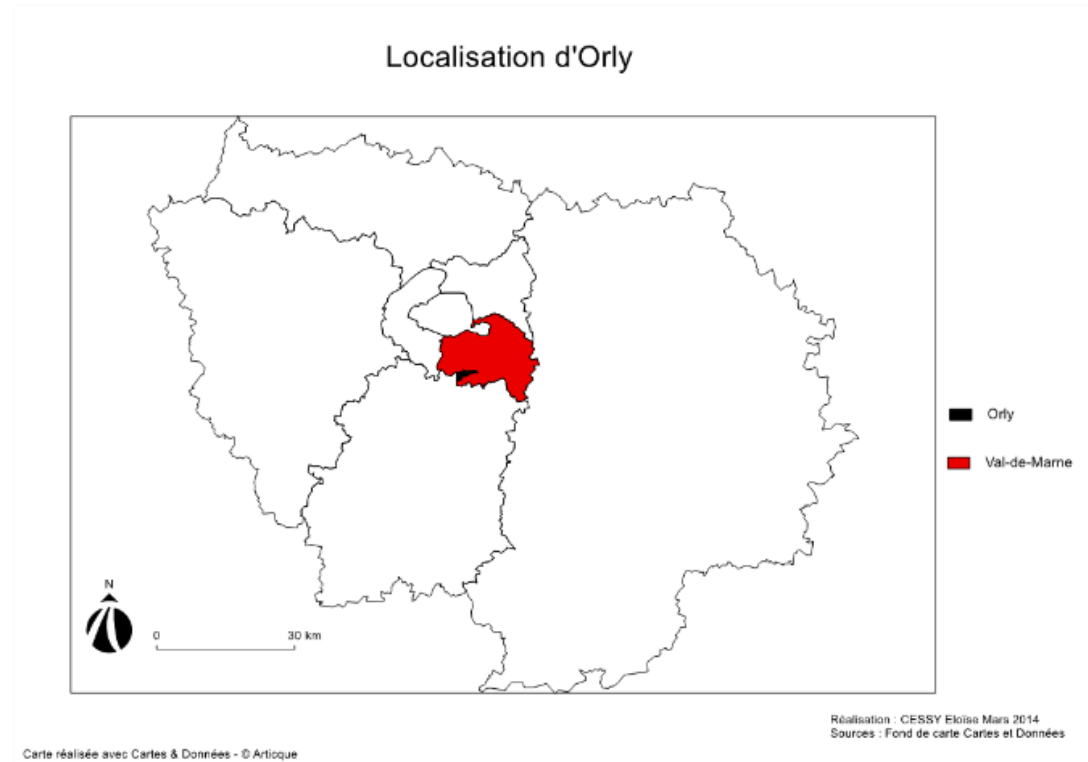 Localisation d'Orly
Orly
Val-de-Marne
N
0 30 km
Réalisation : CESSY Eloïse Mars 2014
Sources : Fond de carte Cartes et Données
Carte réalisée avec Cartes & Données - © Articque